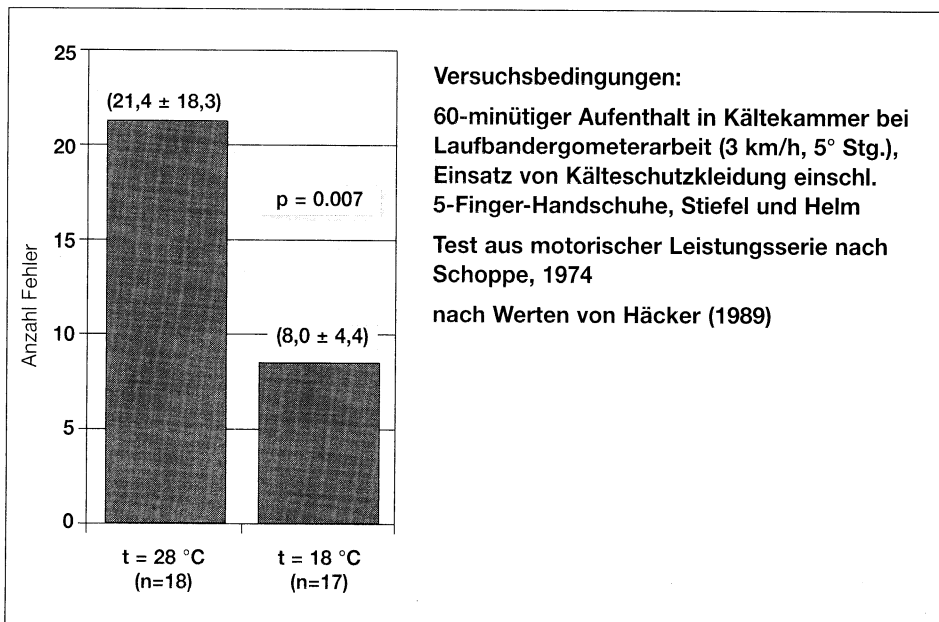 25
20
15
10
5
0
Anzahl Fehler
(21,4 ± 18,3)
p = 0.007
(8,0 ± 4,4)
t = 28 °C
(n=18)
t = 18 °C
(n=17)
Versuchsbedingungen:
60-minütiger Aufenthalt in Kältekammer bei
Laufbandergometerarbeit (3 km/h, 5° Stg.),
Einsatz von Kälteschutzkleidung einschl.
5-Finger-Handschuhe, Stiefel und Helm
Test aus motorischer Leistungsserie nach
Schoppe, 1974
nach Werten von Häcker (1989)